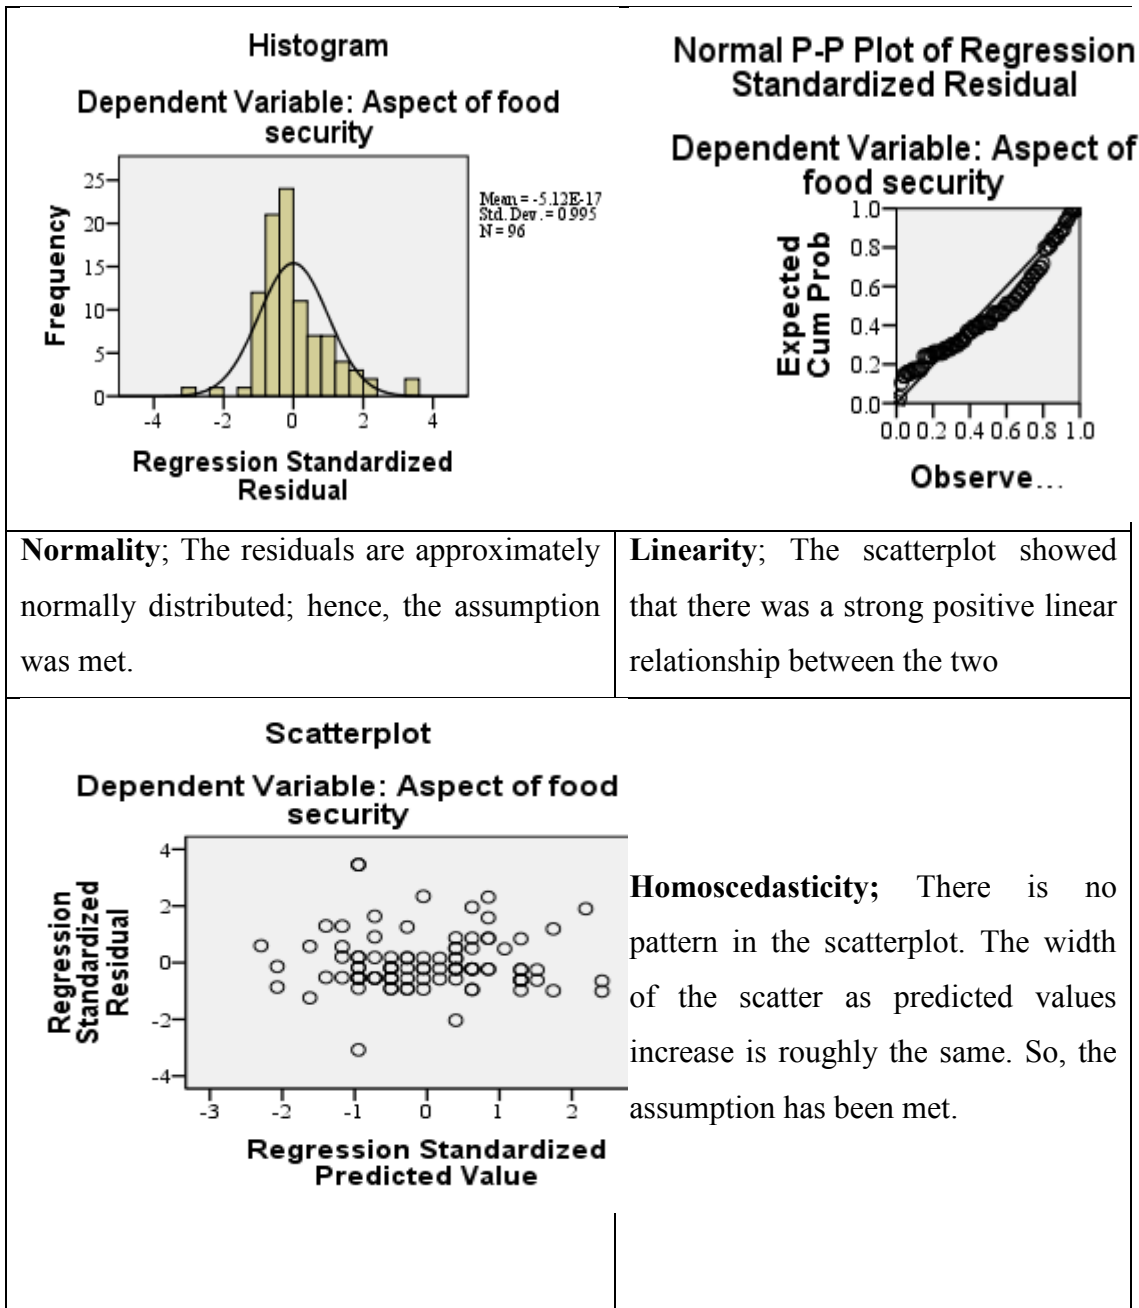 Histogram
Dependent Variable: Aspect of food
security
Mean = -5.12E-17
Std. Dev. = 0.995
N = 96
Frequency
25
20
15
10
5
0
-4 -2 0 2 4
Regression Standardized
Residual
Normal P-P Plot of Regression
Standardized Residual
Dependent Variable: Aspect of
food security
Expected
Cum Prob
1.0
0.8
0.6
0.4
0.2
0.0
0.0 0.2 0.4 0.6 0.8 1.0
Observe...
Normality; The residuals are approximately
normally distributed; hence, the assumption
was met.
Linearity; The scatterplot showed
that there was a strong positive linear
relationship between the two
Scatterplot
Dependent Variable: Aspect of food
security
Regression
Standardized
Residual
4
2
0
-2
-4
-3 -2 -1 0 1 2
Regression Standardized
Predicted Value
Homoscedasticity; There is no
pattern in the scatterplot. The width
of the scatter as predicted values
increase is roughly the same. So, the
assumption has been met.